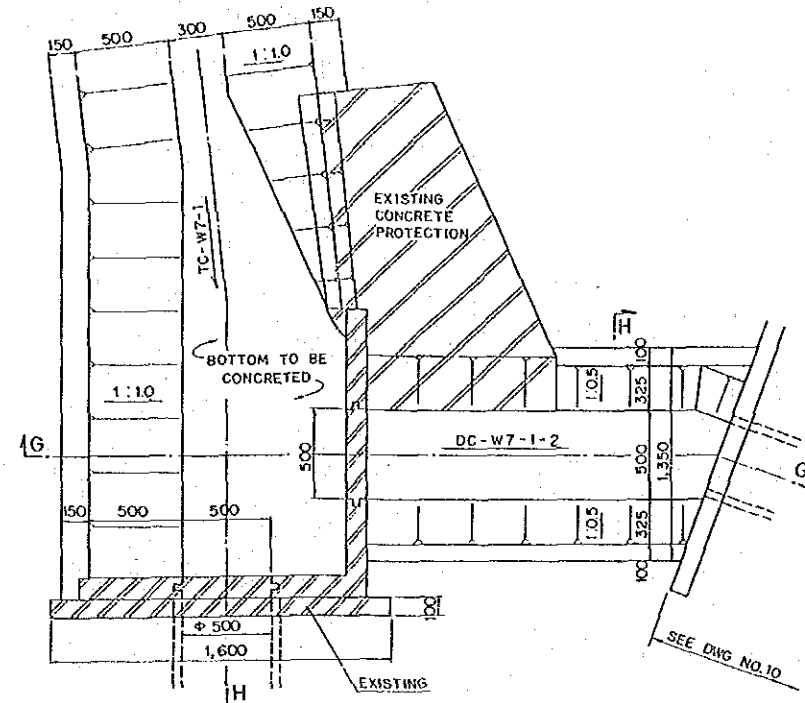 150 500 300 500 150
1:1.0
TC-W7-1
EXISTING
CONCRETE
PROTECTION
H
BOTTOM TO BE
CONCRETED
1:1.0
100
1:0.5
325
G
500
DC-W7-1-2
500
1,350
G
150 500 500
1:0.5
325
100
100
Φ 500
1,600
H
EXISTING
SEE DWG NO.10